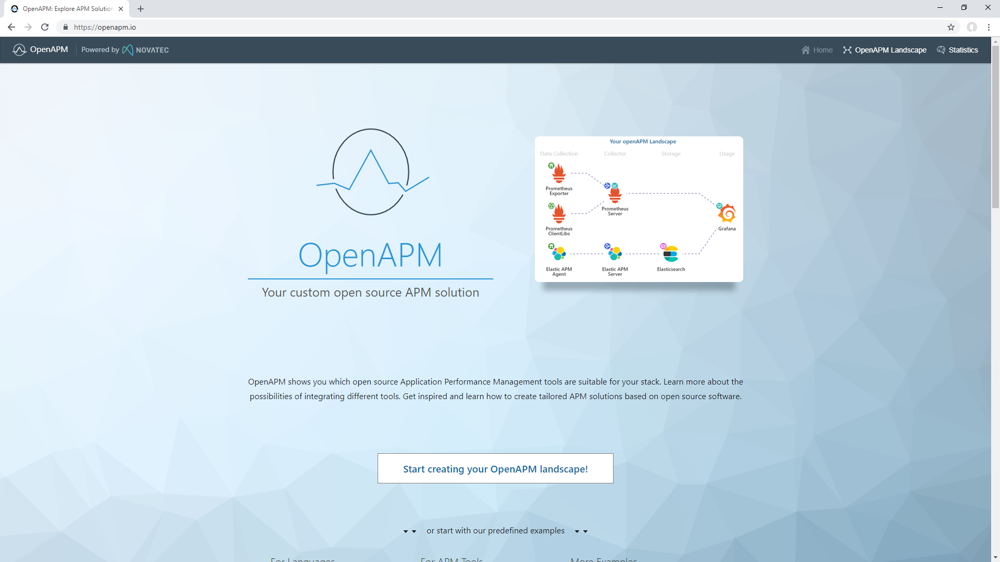 OpenAPM: Explore APM Solution
https://openapm.io
OpenAPM
Powered by NOVATEC
Home
OpenAPM Landscape
Statistics
OpenAPM
Your custom open source APM solution
Your openAPM Landscape
Data Collection Collector Storage Usage
Prometheus
Exporter
Prometheus
Server
Prometheus
ClientLibs
Grafana
Elastic APM
Agent
Elastic APM
Server
Elasticsearch
OpenAPM shows you which open source Application Performance Management tools are suitable for your stack. Learn more about the
possibilities of integrating different tools. Get inspired and learn how to create tailored APM solutions based on open source software.
Start creating your OpenAPM landscape!
or start with our predefined examples
For Languages For APM Tools More Examples